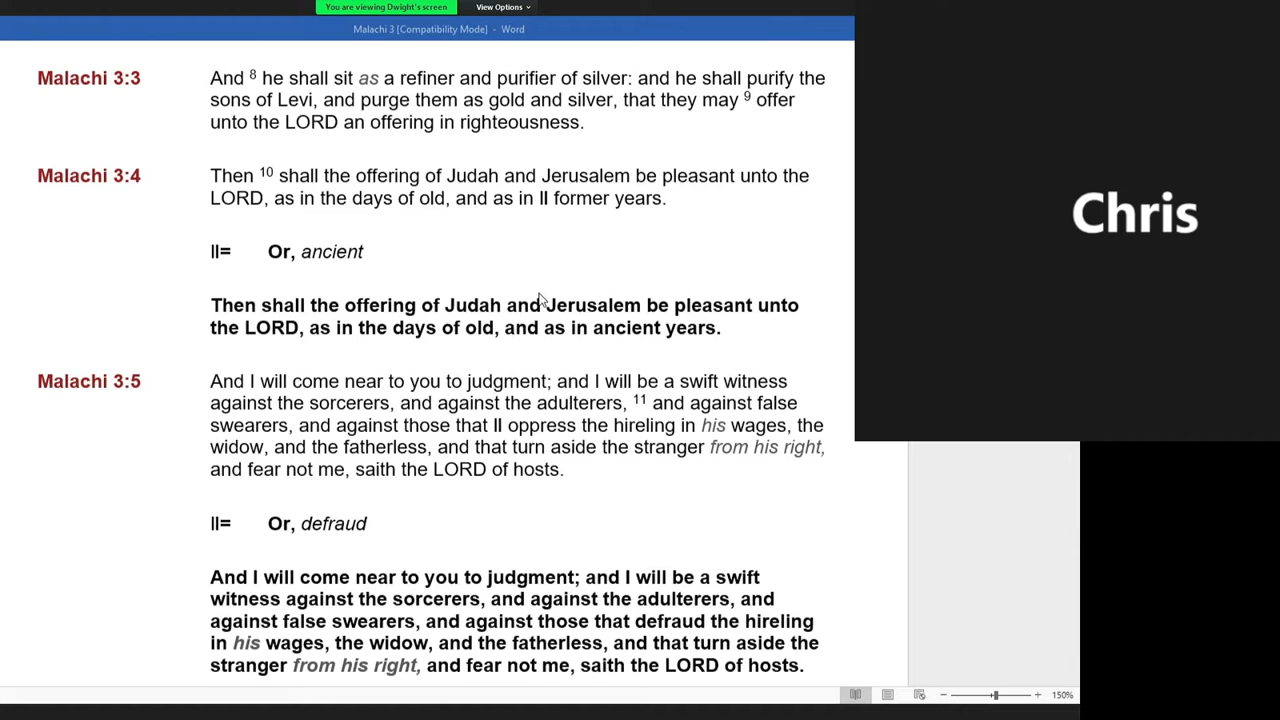 You are viewing Dwight's screen
View Options
Malachi 3 [Compatibility Mode] - Word
Malachi 3:3 And 8 he shall sit as a refiner and purifier of silver: and he shall purify the
sons of Levi, and purge them as gold and silver, that they may 9 offer
unto the LORD an offering in righteousness.
Malachi 3:4 Then 10 shall the offering of Judah and Jerusalem be pleasant unto the
LORD, as in the days of old, and as in ll former years.
ll= Or, ancient
Then shall the offering of Judah and Jerusalem be pleasant unto
the LORD, as in the days of old, and as in ancient years.
Malachi 3:5 And I will come near to you to judgment; and I will be a swift witness
against the sorcerers, and against the adulterers, 11 and against false
swearers, and against those that ll oppress the hireling in his wages, the
widow, and the fatherless, and that turn aside the stranger from his right,
and fear not me, saith the LORD of hosts.
ll= Or, defraud
And I will come near to you to judgment; and I will be a swift
witness against the sorcerers, and against the adulterers, and
against false swearers, and against those that defraud the hireling
in his wages, the widow, and the fatherless, and that turn aside the
stranger from his right, and fear not me, saith the LORD of hosts.
Chris
150%